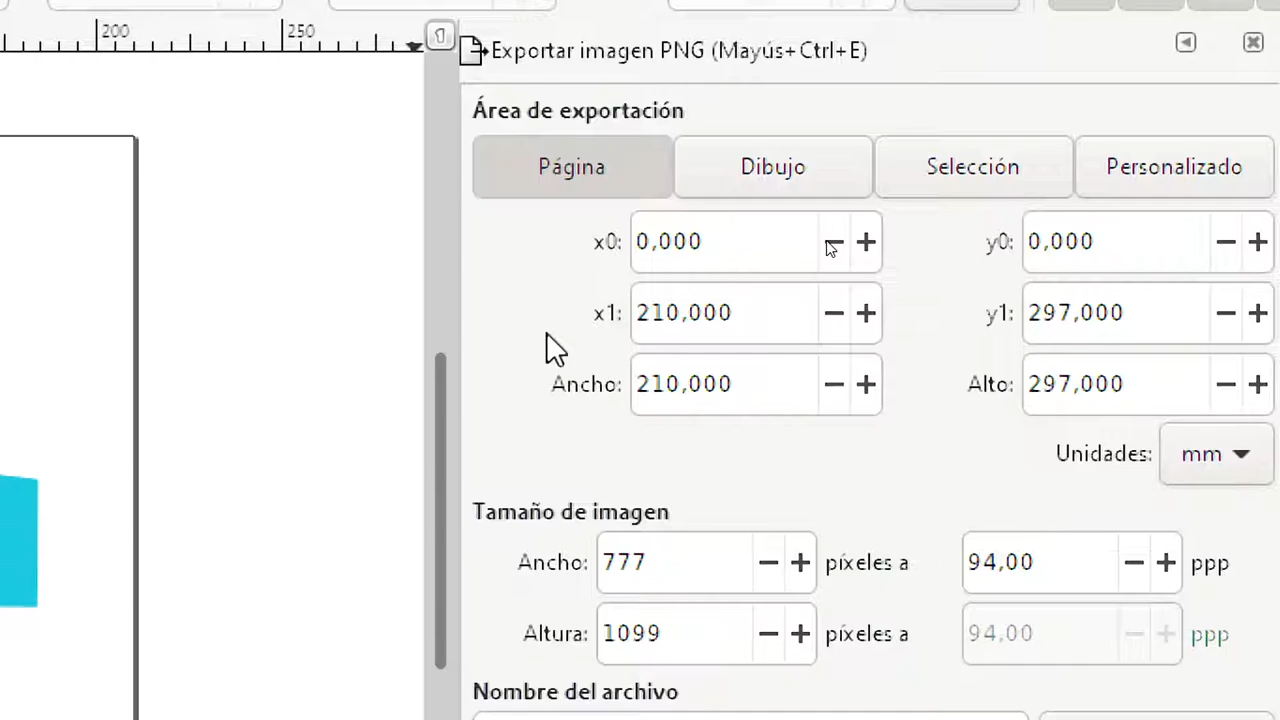 200 250
Exportar imagen PNG (Mayús+Ctrl+E)
Área de exportación
Página Dibujo Selección Personalizado
x0: 0,000 y0: 0,000
x1: 210,000 y1: 297,000
Ancho: 210,000 Alto: 297,000
Unidades: mm
Tamaño de imagen
Ancho: 777 píxeles a 94,00 ppp
Altura: 1099 píxeles a 94,00 ppp
Nombre del archivo